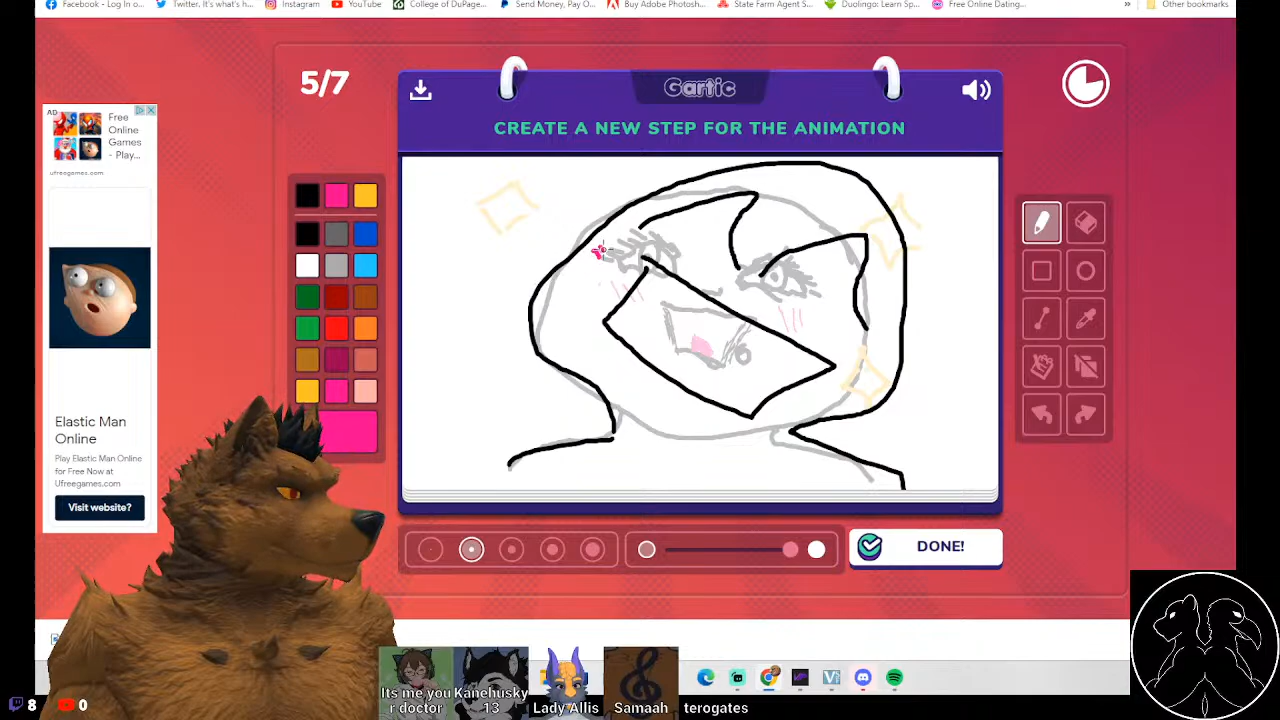 Facebook - Log In o...
Twitter. It's what's h...
Instagram
YouTube
College of DuPage...
Send Money, Pay O...
Buy Adobe Photosh...
State Farm Agent S...
Duolingo: Learn Sp...
Free Online Dating...
»
Other bookmarks
5/7
Gartic
CREATE A NEW STEP FOR THE ANIMATION
AD
Free
Online
Games
- Play...
ufreegames.com
Elastic Man
Online
Play Elastic Man Online
for Free Now at
Ufreegames.com
Visit website?
DONE!
Its me you
r doctor
Kanehusky
13
Lady Allis
Samaah
terogates
8
0